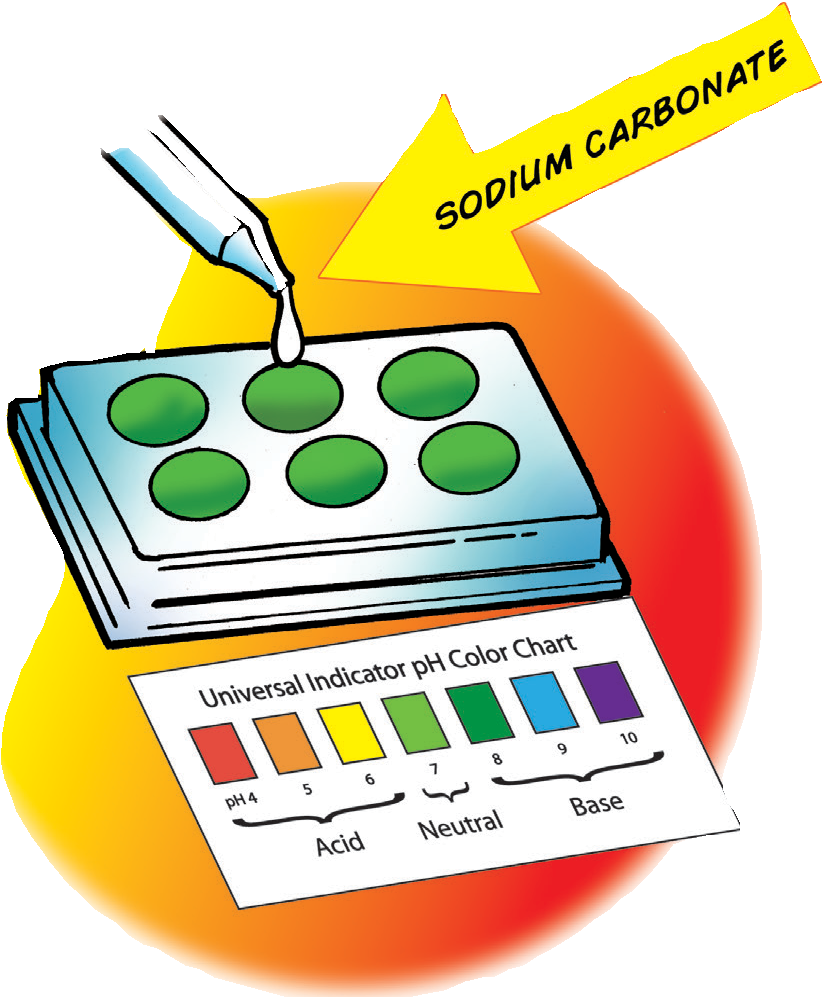 SODIUM CARBONATE
Universal Indicator pH Color Chart
pH 4 5 6 7 8 9 10
Acid Neutral Base